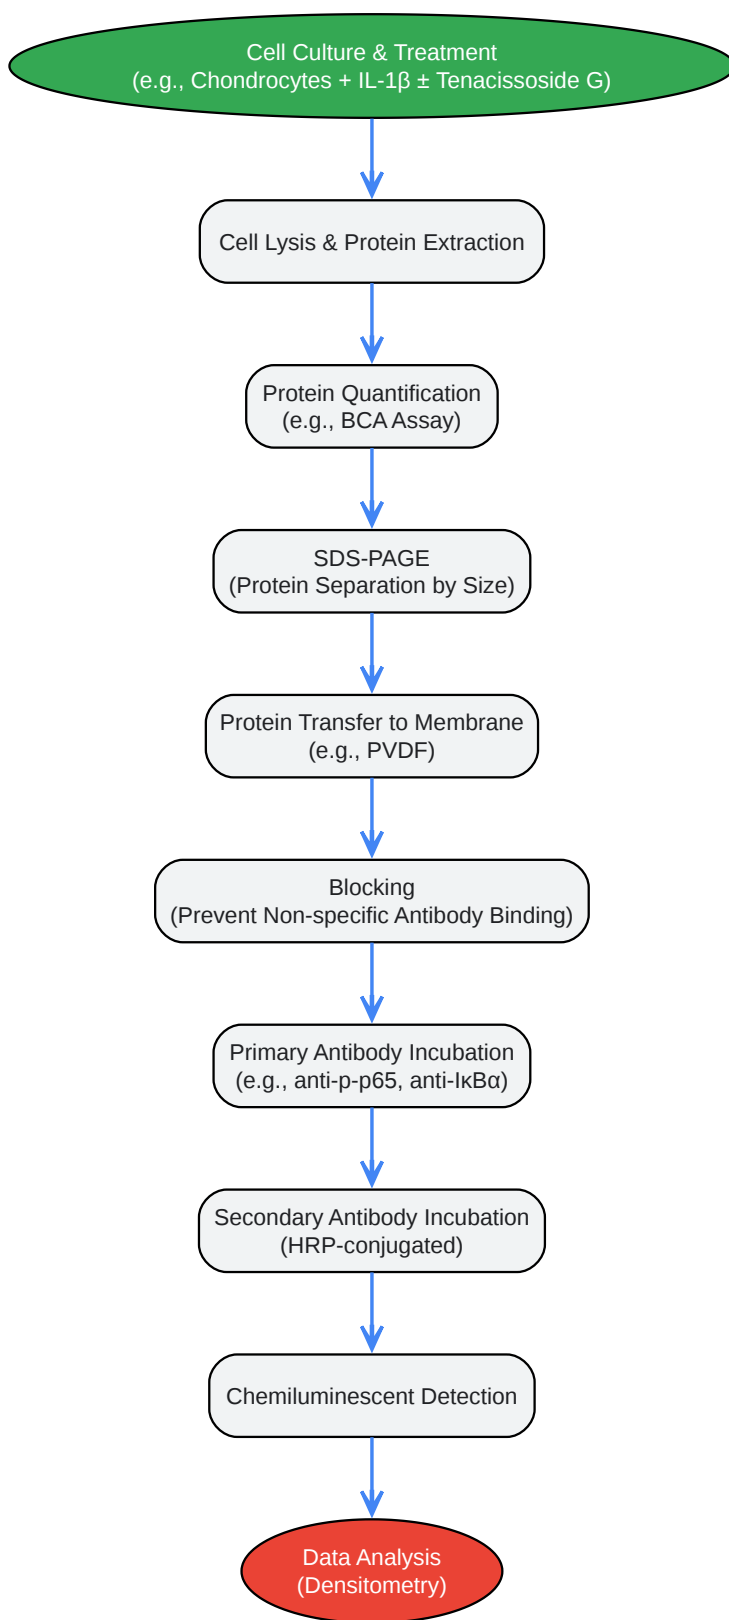 Cell Culture & Treatment
(e.g., Chondrocytes + IL-1β ± Tenacissoside G)
Cell Lysis & Protein Extraction
Protein Quantification
(e.g., BCA Assay)
SDS-PAGE
(Protein Separation by Size)
Protein Transfer to Membrane
(e.g., PVDF)
Blocking
(Prevent Non-specific Antibody Binding)
Primary Antibody Incubation
(e.g., anti-p-p65, anti-IκBα)
Secondary Antibody Incubation
(HRP-conjugated)
Chemiluminescent Detection
Data Analysis
(Densitometry)